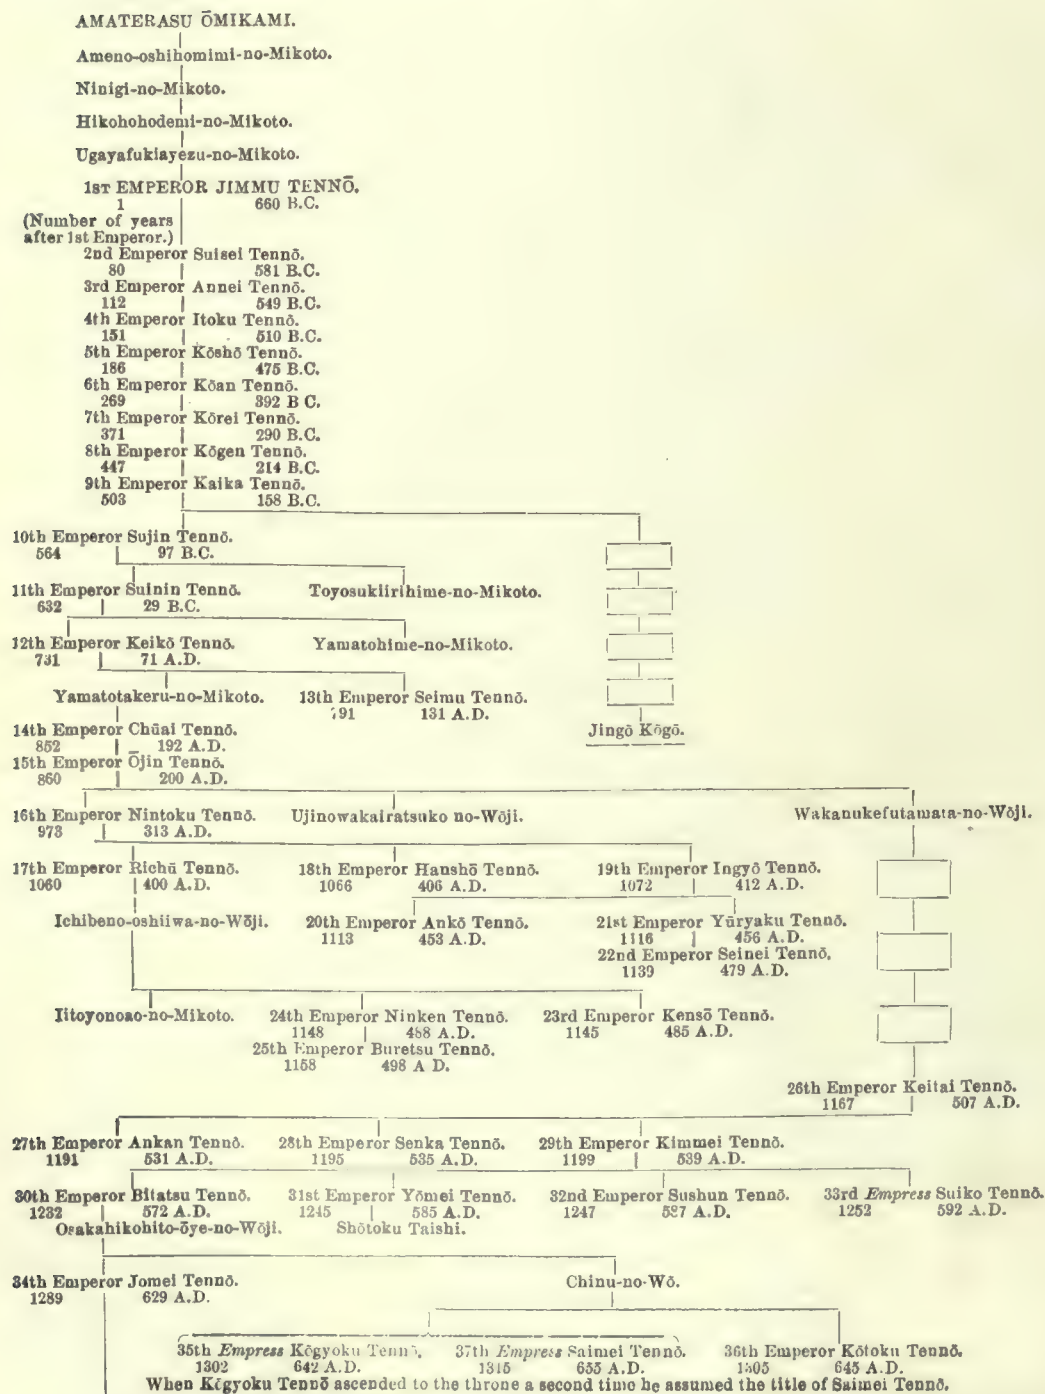 AMATERASU ŌMIKAMI.
Ameno-oshihomimi-no-Mikoto.
Ninigi-no-Mikoto.
Hikohohodemi-no-Mikoto.
Ugayafukiayezu-no-Mikoto.
1ST EMPEROR JIMMU TENNŌ.
1 660 B.C.
(Number of years
after 1st Emperor.)
2nd Emperor Suisei Tennō.
80 581 B.C.
3rd Emperor Annei Tennō.
112 549 B.C.
4th Emperor Itoku Tennō.
151 510 B.C.
5th Emperor Kōshō Tennō.
186 475 B.C.
6th Emperor Kōan Tennō.
269 392 B C.
7th Emperor Kōrei Tennō.
371 290 B.C.
8th Emperor Kōgen Tennō.
447 214 B.C.
9th Emperor Kaika Tennō.
503 158 B.C.
10th Emperor Sujin Tennō.
564 97 B.C.
11th Emperor Suinin Tennō. Toyosukiirihime-no-Mikoto.
632 29 B.C.
12th Emperor Keikō Tennō. Yamatohime-no-Mikoto.
731 71 A.D.
Yamatotakeru-no-Mikoto. 13th Emperor Seimu Tennō.
791 131 A.D.
14th Emperor Chūai Tennō. Jingō Kōgō.
852 192 A.D.
15th Emperor Ōjin Tennō.
860 200 A.D.
16th Emperor Nintoku Tennō. Ujinowakairatsuko no-Wōji. Wakanukefutamata-no-Wōji.
973 313 A.D.
17th Emperor Richū Tennō. 18th Emperor Hanshō Tennō. 19th Emperor Ingyō Tennō.
1060 400 A.D. 1066 406 A.D. 1072 412 A.D.
Ichibeno-oshiiwa-no-Wōji. 20th Emperor Ankō Tennō. 21st Emperor Yūryaku Tennō.
1113 453 A.D. 1116 456 A.D.
22nd Emperor Seinei Tennō.
1139 479 A.D.
Iitoyonoao-no-Mikoto. 24th Emperor Ninken Tennō. 23rd Emperor Kensō Tennō.
1148 488 A.D. 1145 485 A.D.
25th Emperor Buretsu Tennō.
1158 498 A D.
26th Emperor Keitai Tennō.
1167 507 A.D.
27th Emperor Ankan Tennō. 28th Emperor Senka Tennō. 29th Emperor Kimmei Tennō.
1191 531 A.D. 1195 535 A.D. 1199 539 A.D.
30th Emperor Bitatsu Tennō. 31st Emperor Yōmei Tennō. 32nd Emperor Sushun Tennō. 33rd Empress Suiko Tennō.
1232 572 A.D. 1245 585 A.D. 1247 587 A.D. 1252 592 A.D.
Osakahikohito-ōye-no-Wōji. Shōtoku Taishi.
34th Emperor Jomei Tennō. Chinu-no-Wō.
1289 629 A.D.
35th Empress Kōgyoku Tennō. 37th Empress Saimei Tennō. 36th Emperor Kōtoku Tennō.
1302 642 A.D. 1315 655 A.D. 1305 645 A.D.
When Kōgyoku Tennō ascended to the throne a second time he assumed the title of Saimei Tennō.